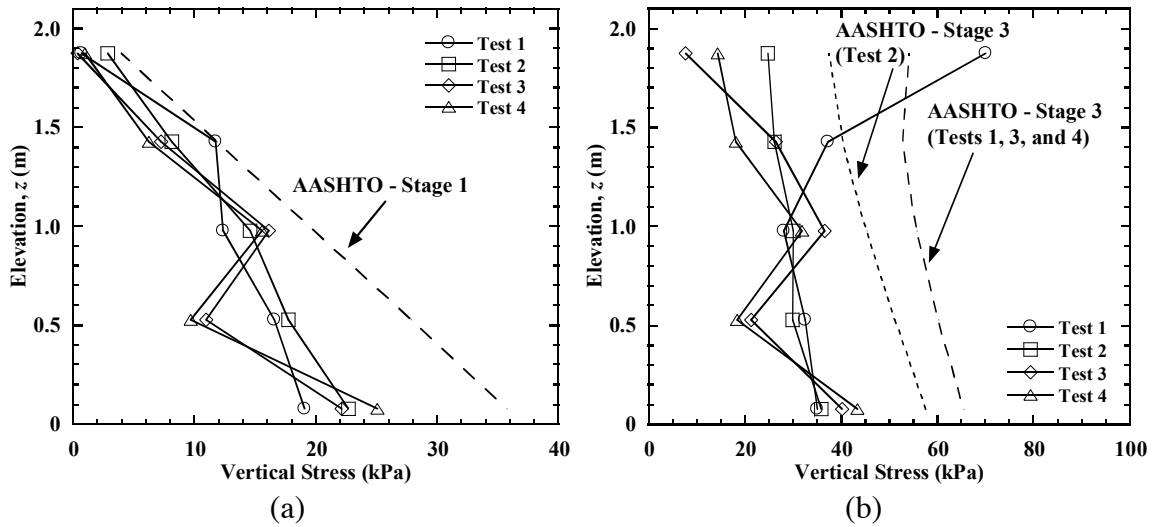 2.0
1.5
1.0
0.5
0
Elevation, z (m)
Test 1
Test 2
Test 3
Test 4
AASHTO - Stage 1
0
10
20
30
40
Vertical Stress (kPa)
(a)
2.0
1.5
1.0
0.5
0
Elevation, z (m)
AASHTO - Stage 3
(Test 2)
AASHTO - Stage 3
(Tests 1, 3, and 4)
Test 1
Test 2
Test 3
Test 4
0
20
40
60
80
100
Vertical Stress (kPa)
(b)